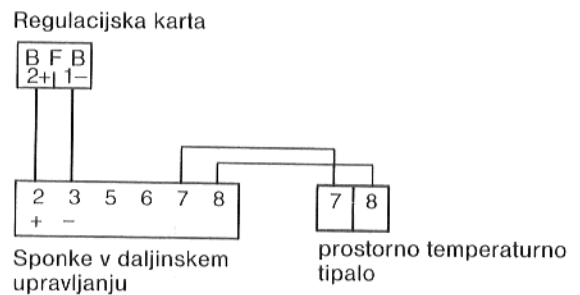 Regulacijska karta
B F B
2+| 1–
2 3 5 6 7 8
+ –
7 8
Sponke v daljinskem
upravljanju
prostorno temperaturno
tipalo